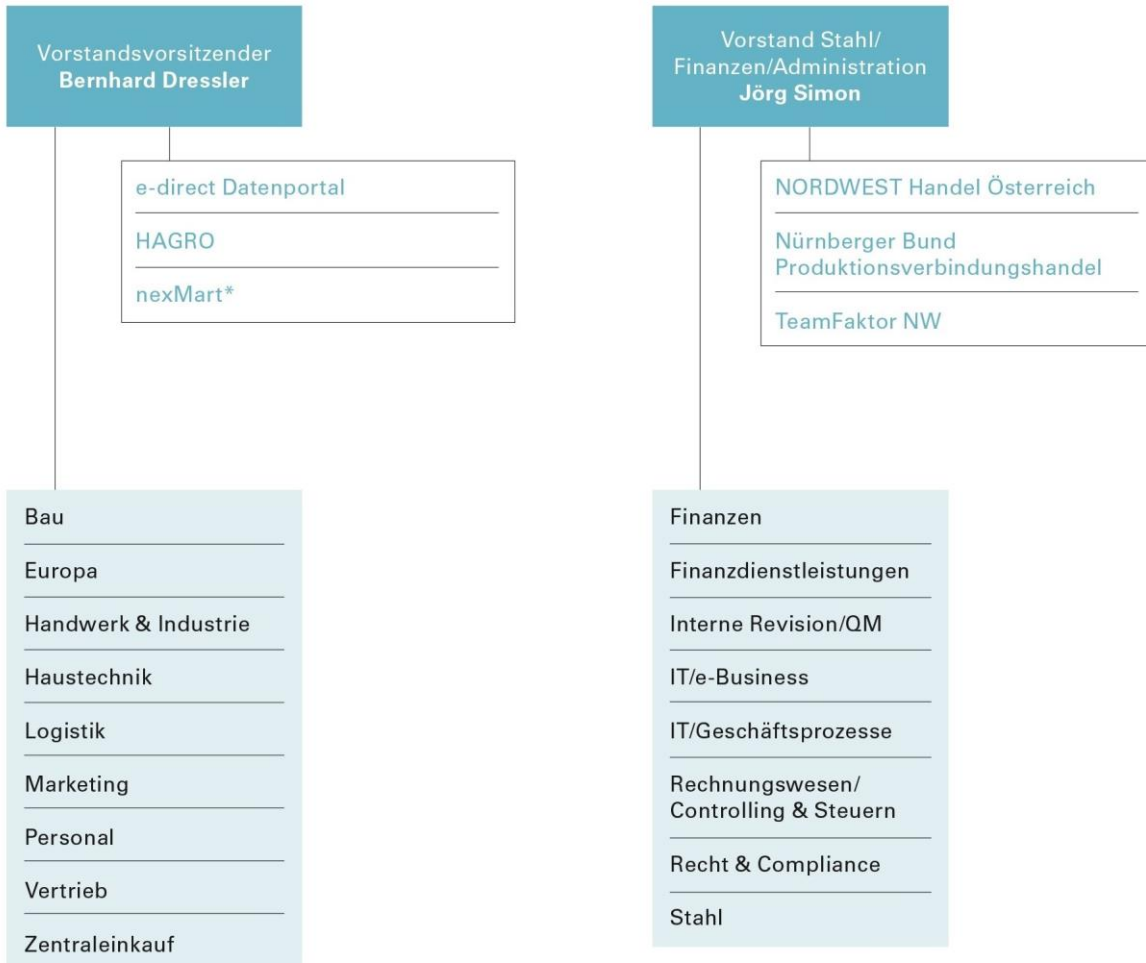 Vorstandsvorsitzender
Bernhard Dressler
e-direct Datenportal
HAGRO
nexMart*
Bau
Europa
Handwerk & Industrie
Haustechnik
Logistik
Marketing
Personal
Vertrieb
Zentraleinkauf
Vorstand Stahl/
Finanzen/Administration
Jörg Simon
NORDWEST Handel Österreich
Nürnberger Bund
Produktionsverbindungshandel
TeamFaktor NW
Finanzen
Finanzdienstleistungen
Interne Revision/QM
IT/e-Business
IT/Geschäftsprozesse
Rechnungswesen/
Controlling & Steuern
Recht & Compliance
Stahl